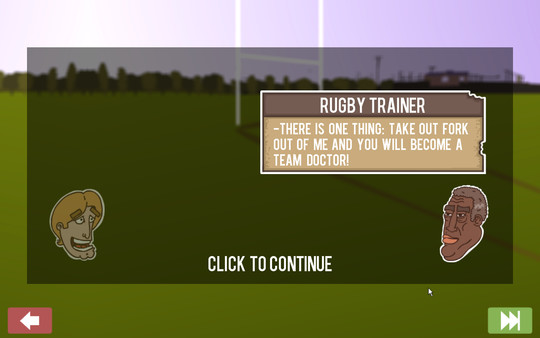 RUGBY TRAINER
-THERE IS ONE THING: TAKE OUT FORK
OUT OF ME AND YOU WILL BECOME A
TEAM DOCTOR!
CLICK TO CONTINUE